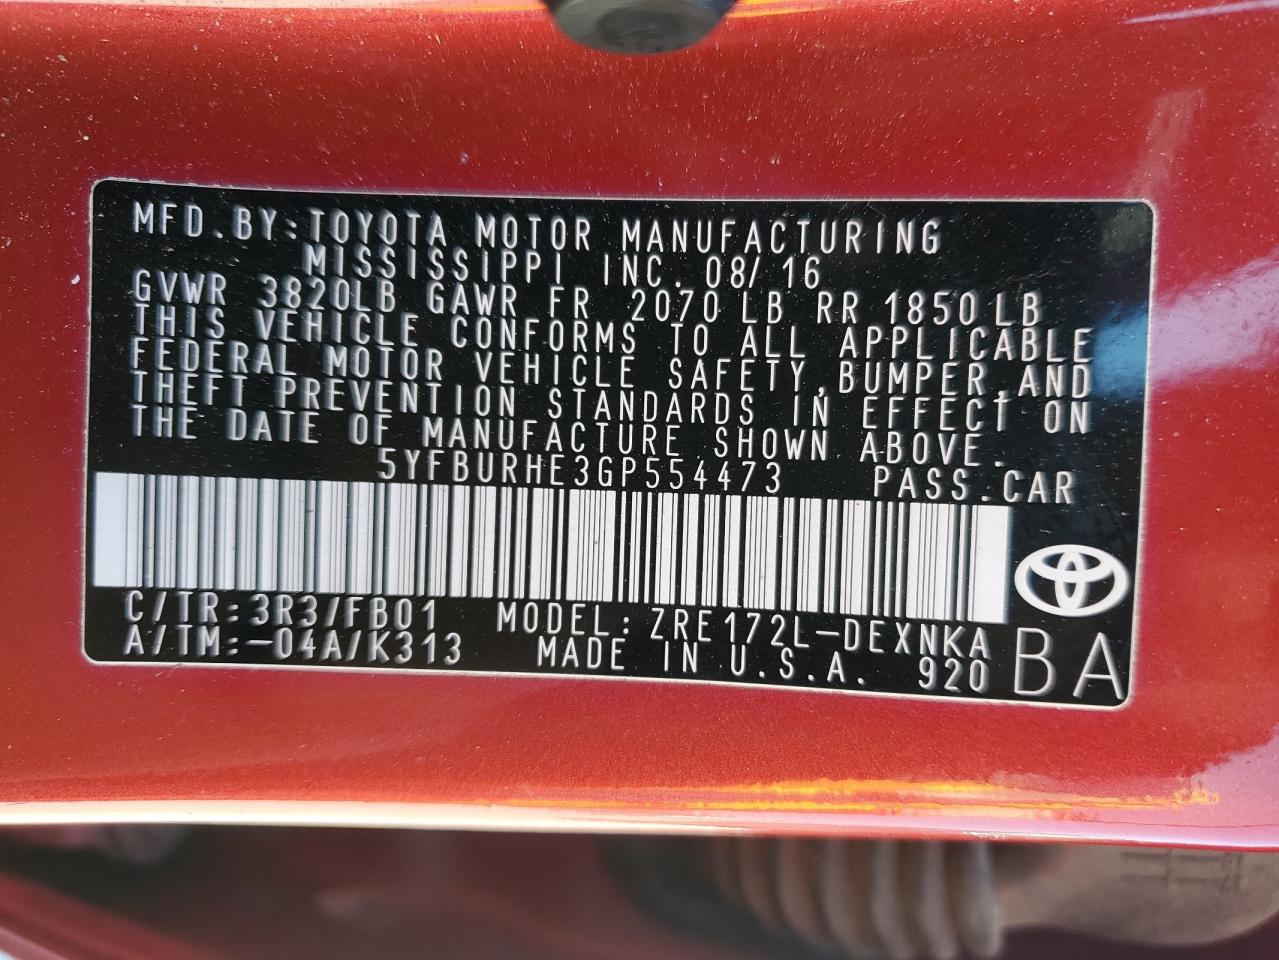 MFD.BY:TOYOTA MOTOR MANUFACTURING
MISSISSIPPI INC. 08/16
GVWR 3820LB GAWR FR 2070LB RR 1850LB
THIS VEHICLE CONFORMS TO ALL APPLICABLE
FEDERAL MOTOR VEHICLE SAFETY,BUMPER,AND
THEFT PREVENTION STANDARDS IN EFFECT ON
THE DATE OF MANUFACTURE SHOWN ABOVE.
5YFBURHE3GP554473 PASS.CAR
C/TR:3R3/FB01 MODEL:ZRE172L-DEXNKA
A/TM:-04A/K313 MADE IN U.S.A. 920 BA